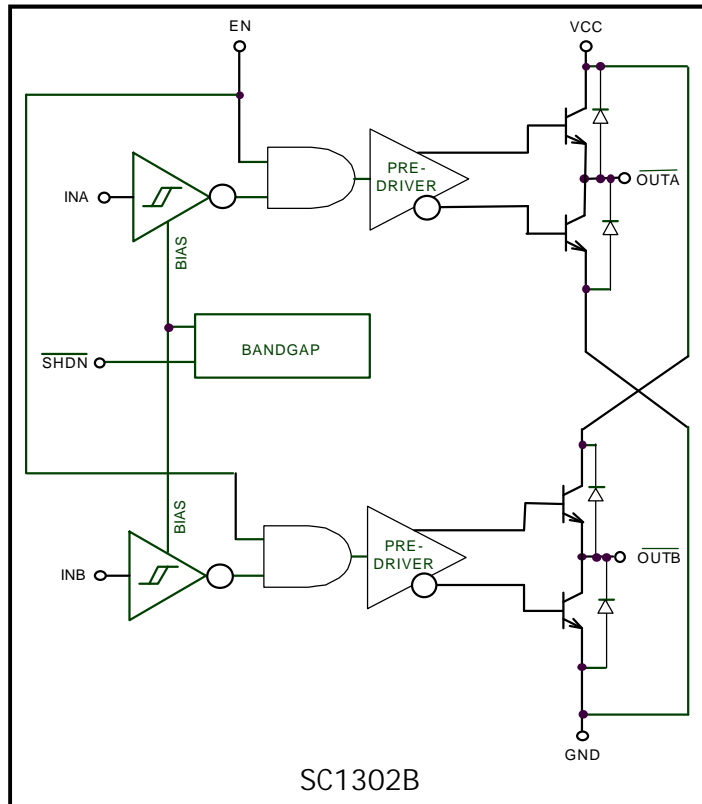 EN
VCC
PRE-
DRIVER
OUTA
INA
BIAS
BANDGAP
SHDN
BIAS
PRE-
DRIVER
OUTB
INB
GND
SC1302B